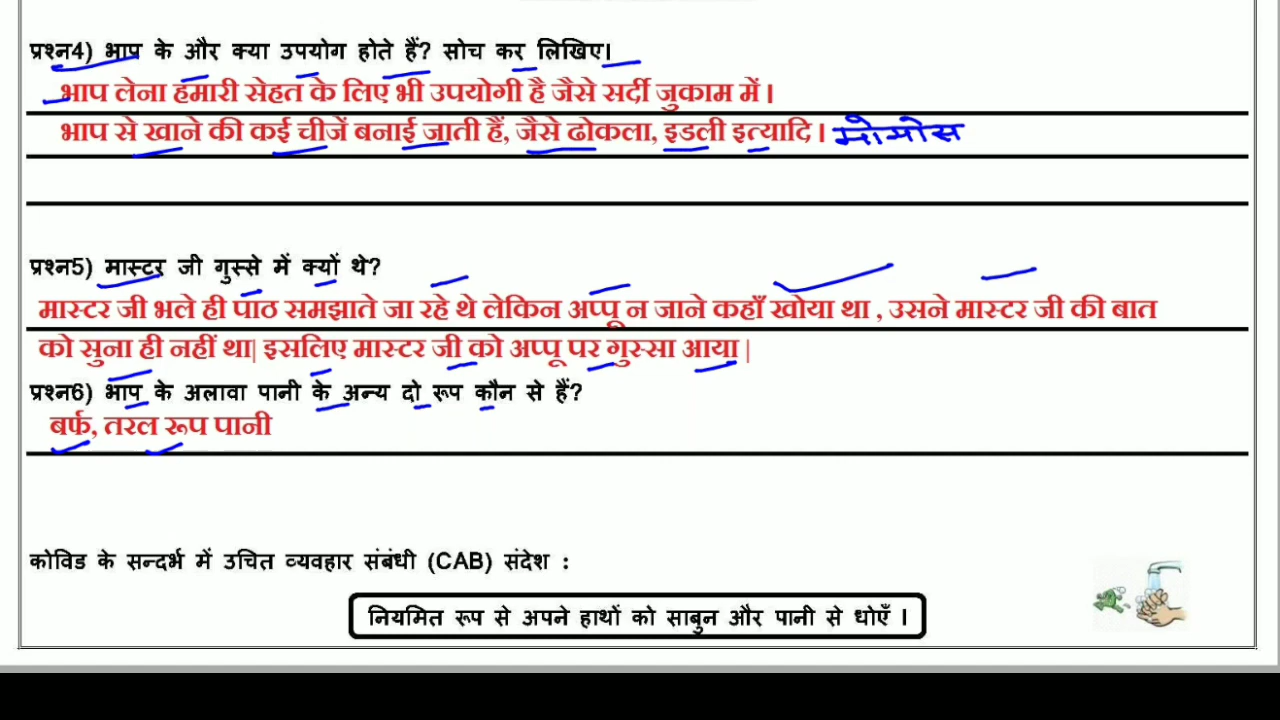 प्रश्न4) भाप के और क्या उपयोग होते हैं? सोच कर लिखिए।
भाप लेना हमारी सेहत के लिए भी उपयोगी है जैसे सर्दी जुकाम में।
भाप से खाने की कई चीजें बनाई जाती हैं, जैसे ढोकला, इडली इत्यादि। मोमोस
प्रश्न5) मास्टर जी गुस्से में क्यों थे?
मास्टर जी भले ही पाठ समझाते जा रहे थे लेकिन अप्पू न जाने कहाँ खोया था , उसने मास्टर जी की बात
को सुना ही नहीं था| इसलिए मास्टर जी को अप्पू पर गुस्सा आया |
प्रश्न6) भाप के अलावा पानी के अन्य दो रूप कौन से हैं?
बर्फ, तरल रूप पानी
कोविड के सन्दर्भ में उचित व्यवहार संबंधी (CAB) संदेश :
नियमित रूप से अपने हाथों को साबुन और पानी से धोएँ ।